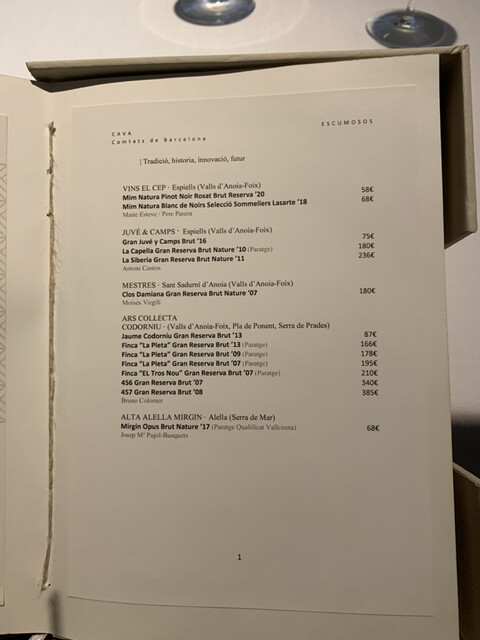 CAVA
Comtats de Barcelona
ESCUMOSOS
| Tradició, historia, innovació, futur
VINS EL CEP · Espiells (Valls d'Anoia-Foix)
Mim Natura Pinot Noir Rosat Brut Reserva '20 58€
Mim Natura Blanc de Noirs Selecció Sommeliers Lasarte '18 68€
Maite Esteve / Pere Parera
JUVÉ & CAMPS · Espiells (Valls d'Anoia-Foix)
Gran Juvé y Camps Brut '16 75€
La Capella Gran Reserva Brut Nature '10 (Paratge) 180€
La Siberia Gran Reserva Brut Nature '11 236€
Antoni Cantos
MESTRES · Sant Sadurní d'Anoia (Valls d'Anoia-Foix)
Clos Damiana Gran Reserva Brut Nature '07 180€
Moisés Virgili
ARS COLLECTA
CODORNIU · (Valls d'Anoia-Foix, Pla de Ponent, Serra de Prades)
Jaume Codorniu Gran Reserva Brut '13 87€
Finca "La Pleta" Gran Reserva Brut '13 (Paratge) 166€
Finca "La Pleta" Gran Reserva Brut '09 (Paratge) 178€
Finca "La Pleta" Gran Reserva Brut '07 (Paratge) 195€
Finca "EL Tros Nou" Gran Reserva Brut '07 (Paratge) 210€
456 Gran Reserva Brut '07 340€
457 Gran Reserva Brut '08 385€
Bruno Colomer
ALTA ALELLA MIRGIN · Alella (Serra de Mar)
Mirgin Opus Brut Nature '17 (Paratge Qualificat Vallcirera) 68€
Josep Mª Pujol-Busquets
1